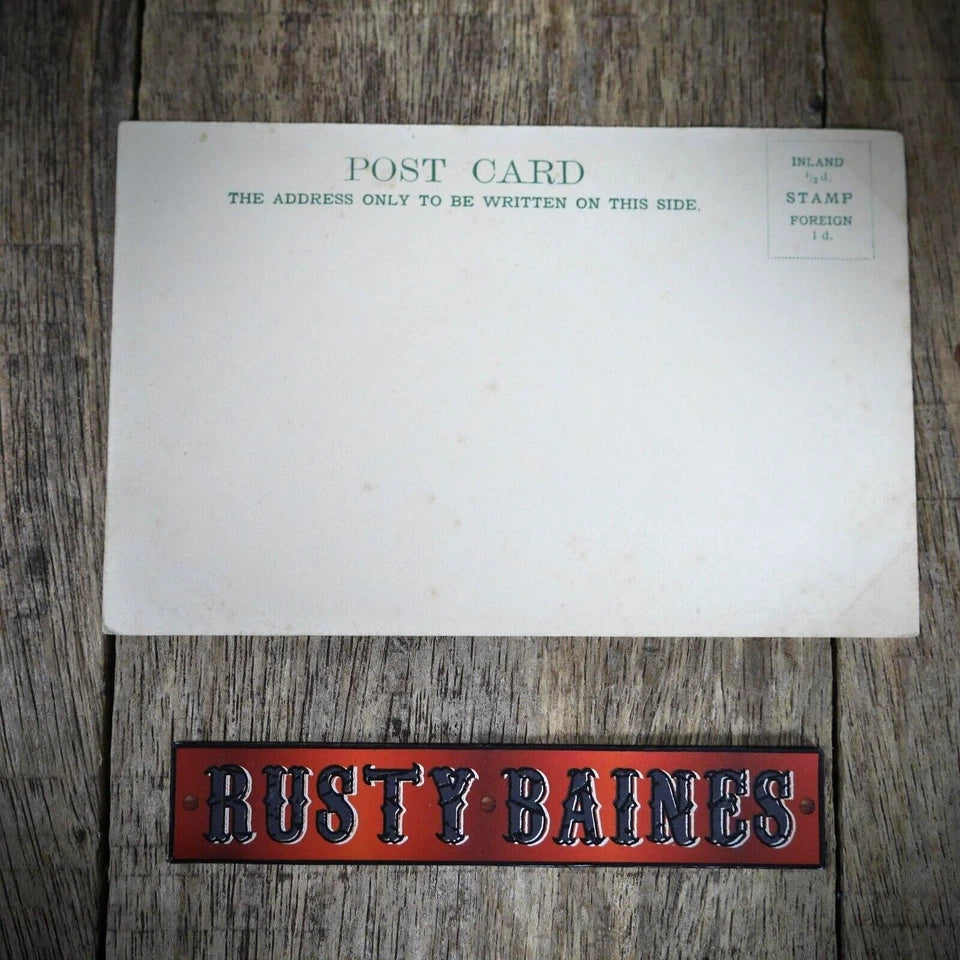 POST CARD
THE ADDRESS ONLY TO BE WRITTEN ON THIS SIDE.
INLAND
½d.
STAMP
FOREIGN
1d.
RUSTY BAINES